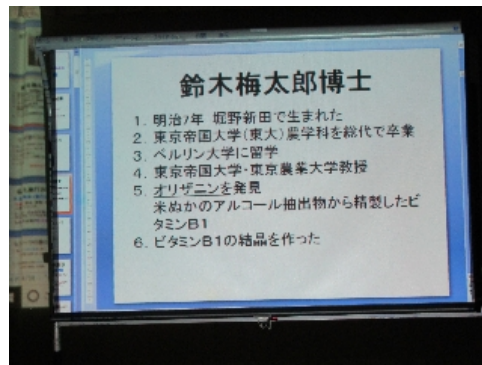 鈴木梅太郎博士
1. 明治7年 堀野新田で生まれた
2. 東京帝国大学(東大)農学科を総代で卒業
3. ベルリン大学に留学
4. 東京帝国大学・東京農業大学教授
5. オリザニンを発見
米ぬかのアルコール抽出物から精製したビ
タミンB1
6. ビタミンB1の結晶を作った